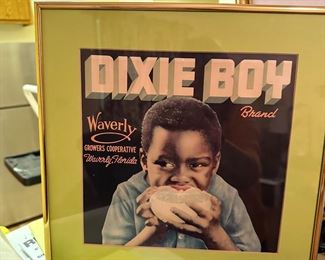 DIXIE BOY
Brand
Waverly
GROWERS COOPERATIVE
Waverly, Florida